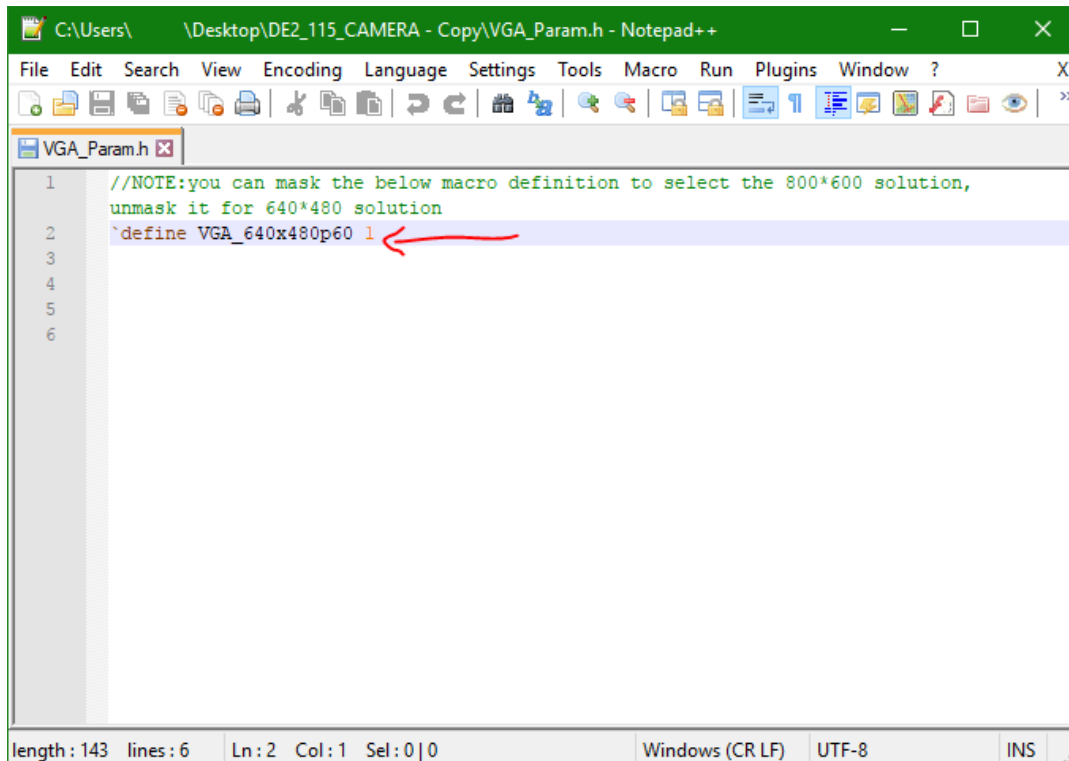 C:\Users\ \Desktop\DE2_115_CAMERA - Copy\VGA_Param.h - Notepad++
File Edit Search View Encoding Language Settings Tools Macro Run Plugins Window ? X
VGA_Param.h
1 //NOTE:you can mask the below macro definition to select the 800*600 solution,
unmask it for 640*480 solution
2 `define VGA_640x480p60 1
3
4
5
6
length : 143 lines : 6 Ln : 2 Col : 1 Sel : 0 | 0 Windows (CR LF) UTF-8 INS